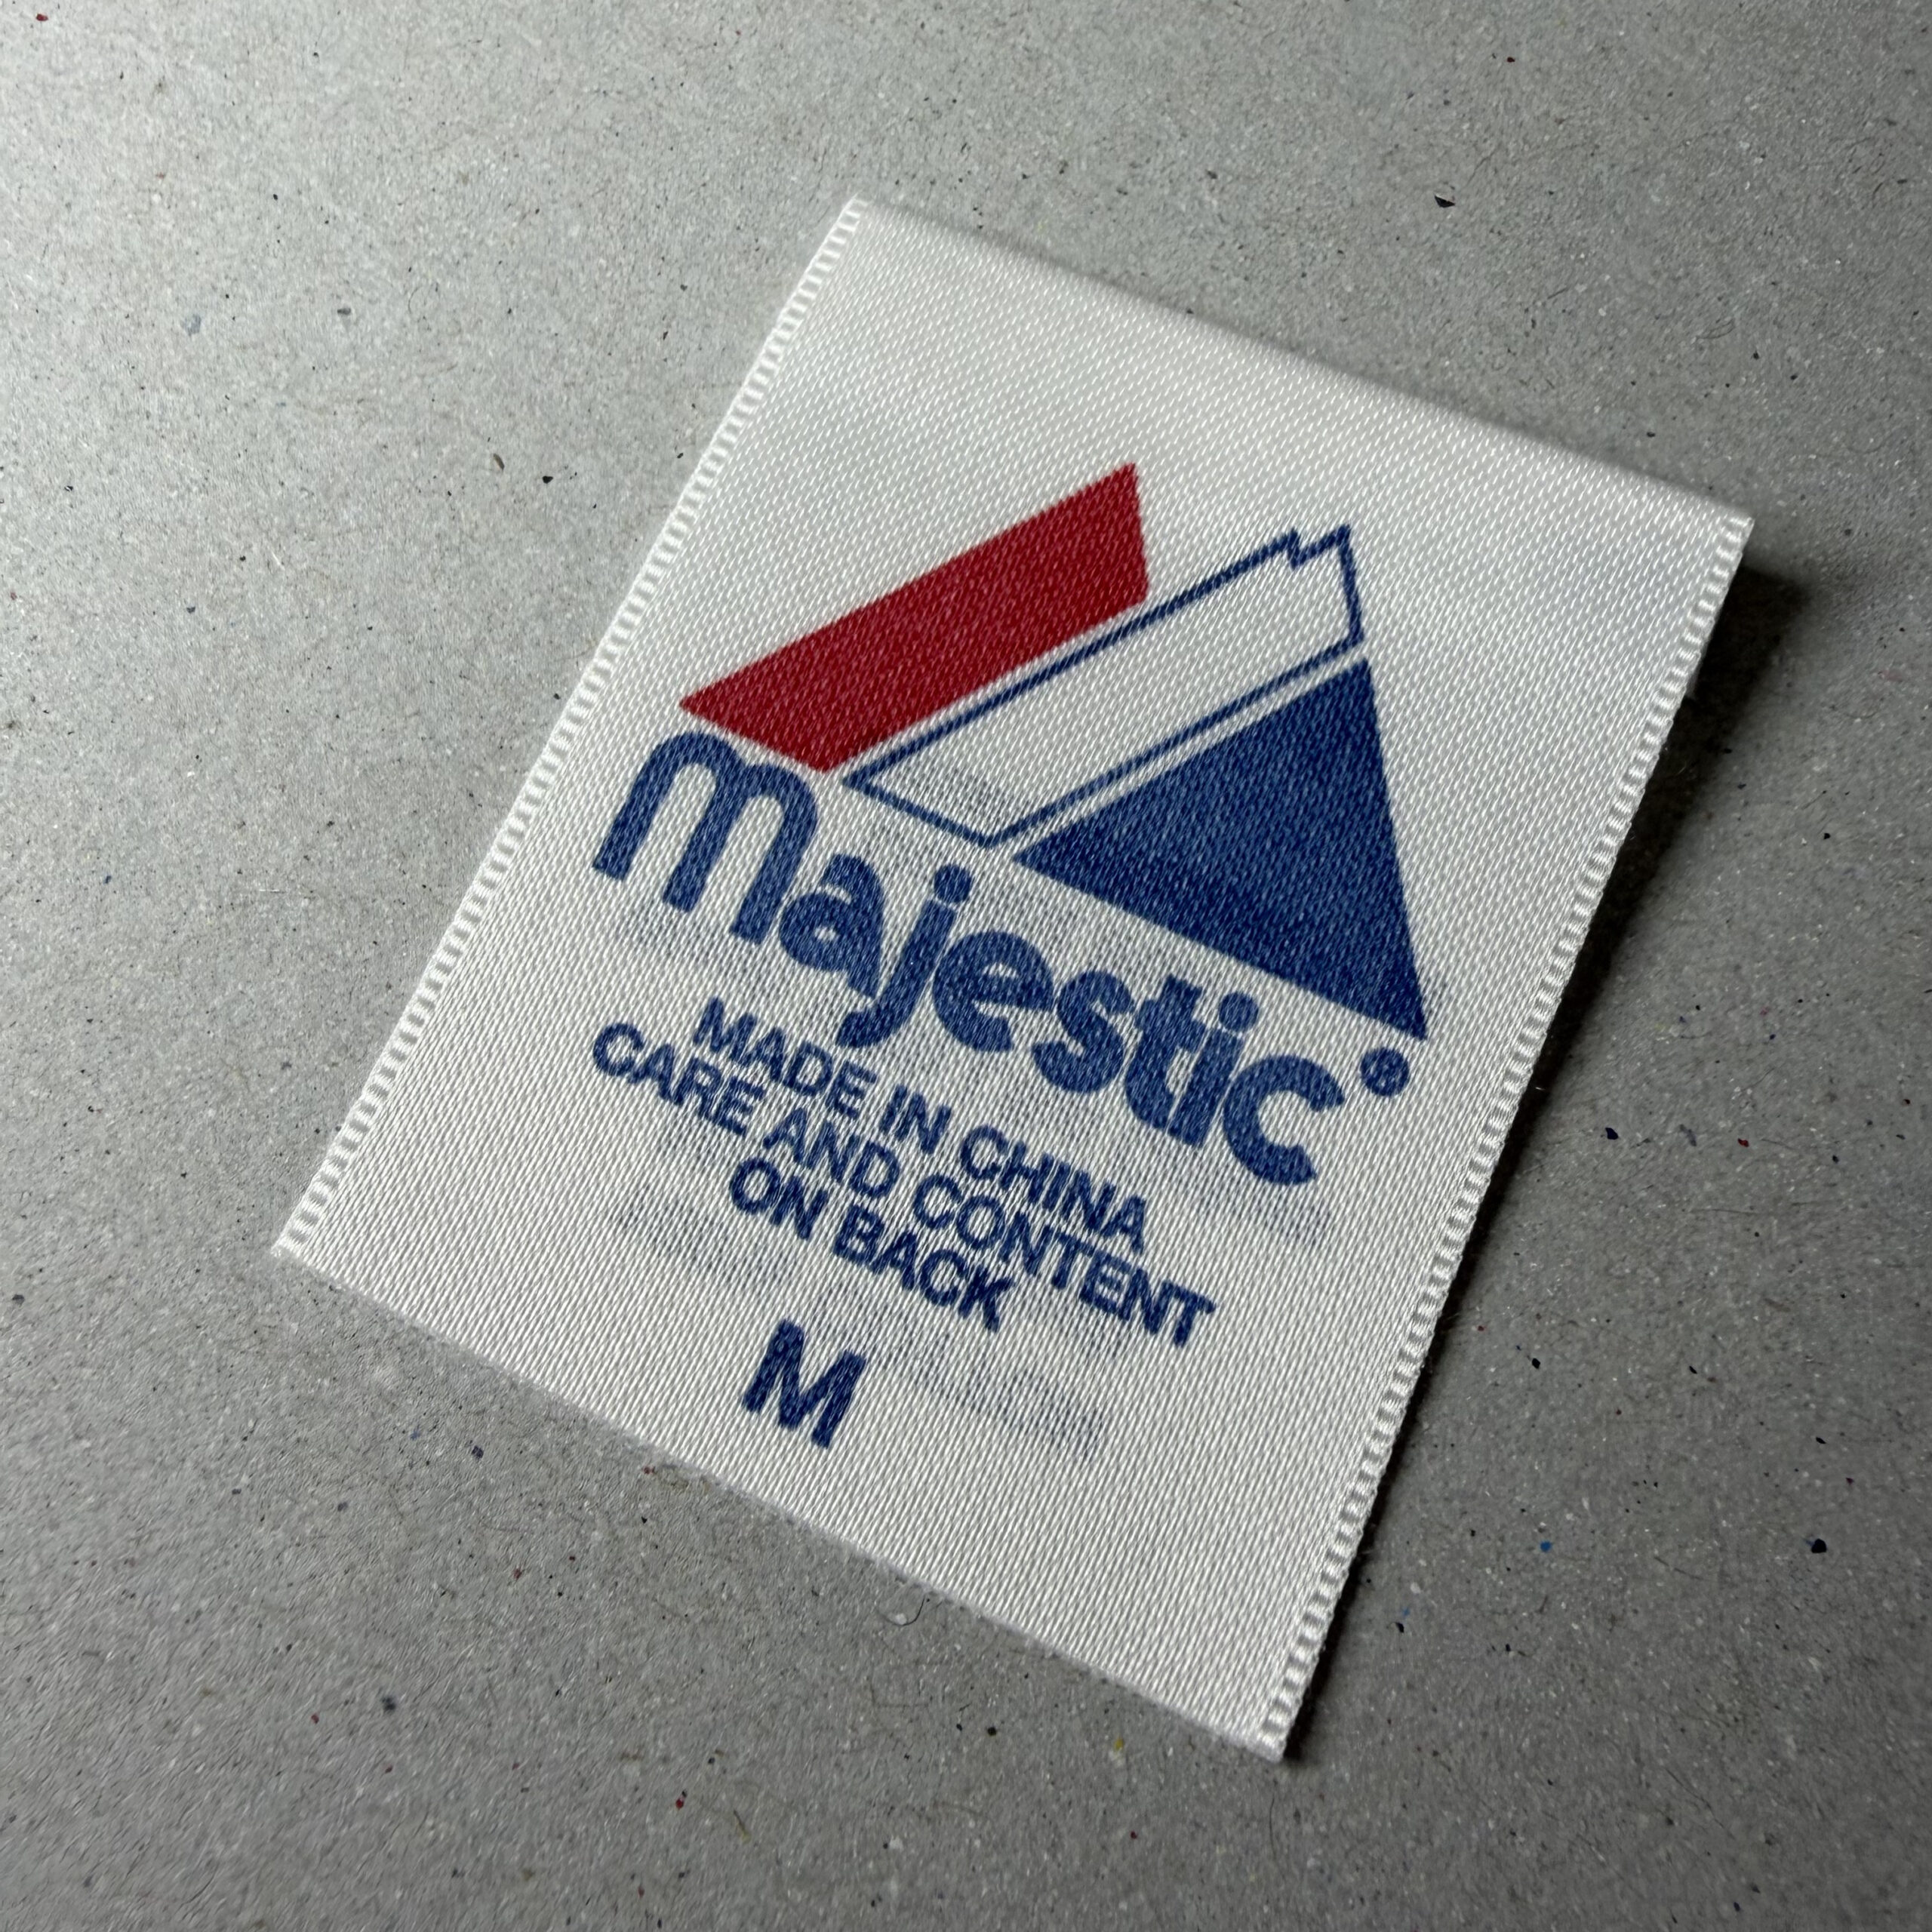 majestic®
MADE IN CHINA
CARE AND CONTENT
ON BACK
M